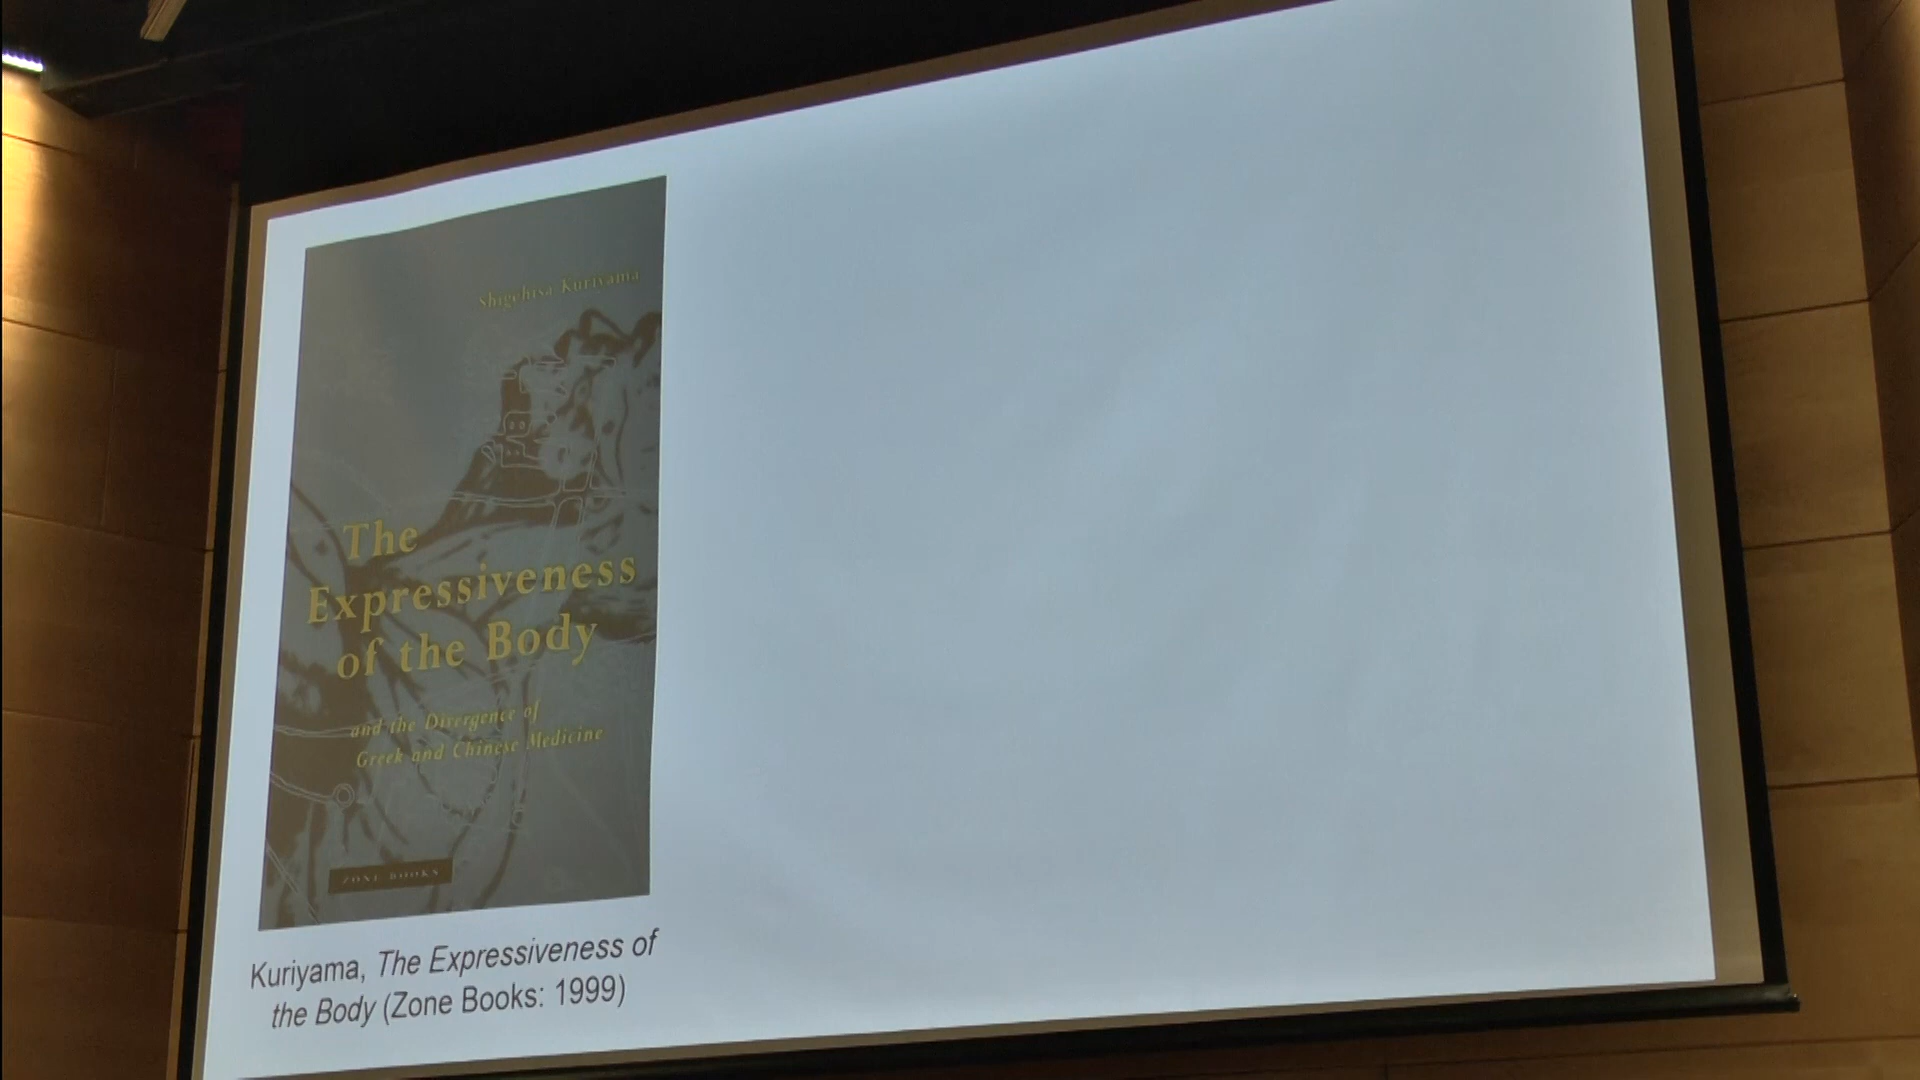 Shigehisa Kuriyama
The
Expressiveness
of the Body
and the Divergence of
Greek and Chinese Medicine
ZONE BOOKS
Kuriyama, The Expressiveness of
the Body (Zone Books: 1999)